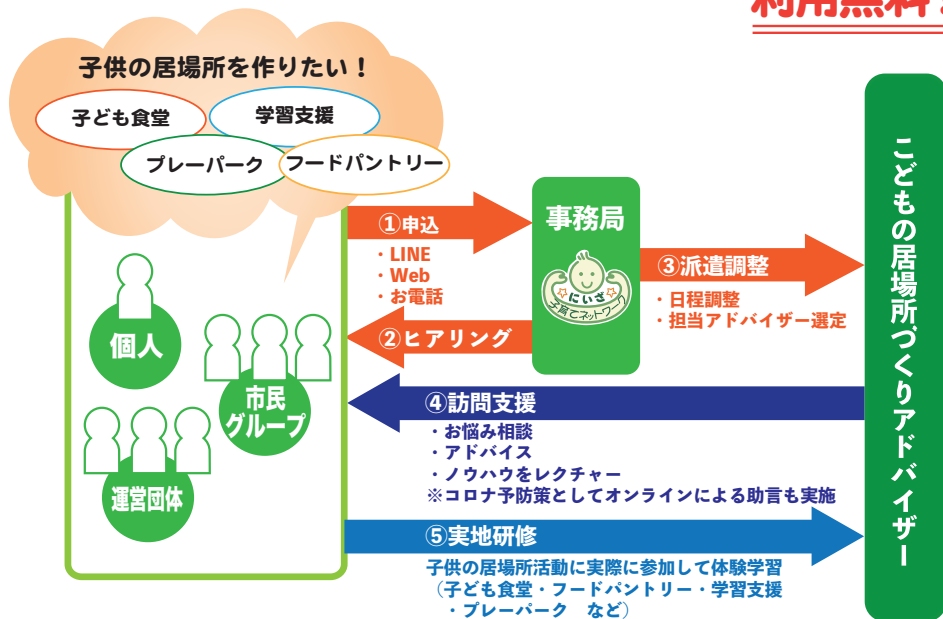 利用無料
子供の居場所を作りたい！
子ども食堂
学習支援
プレーパーク
フードパントリー
①申込
・LINE
・Web
・お電話
②ヒアリング
事務局
☆にいざ☆
子育てネットワーク
③派遣調整
・日程調整
・担当アドバイザー選定
個人
市民
グループ
運営団体
④訪問支援
・お悩み相談
・アドバイス
・ノウハウをレクチャー
※コロナ予防策としてオンラインによる助言も実施
⑤実地研修
子供の居場所活動に実際に参加して体験学習
（子ども食堂・フードパントリー・学習支援
・プレーパーク　など）
こどもの居場所づくりアドバイザー